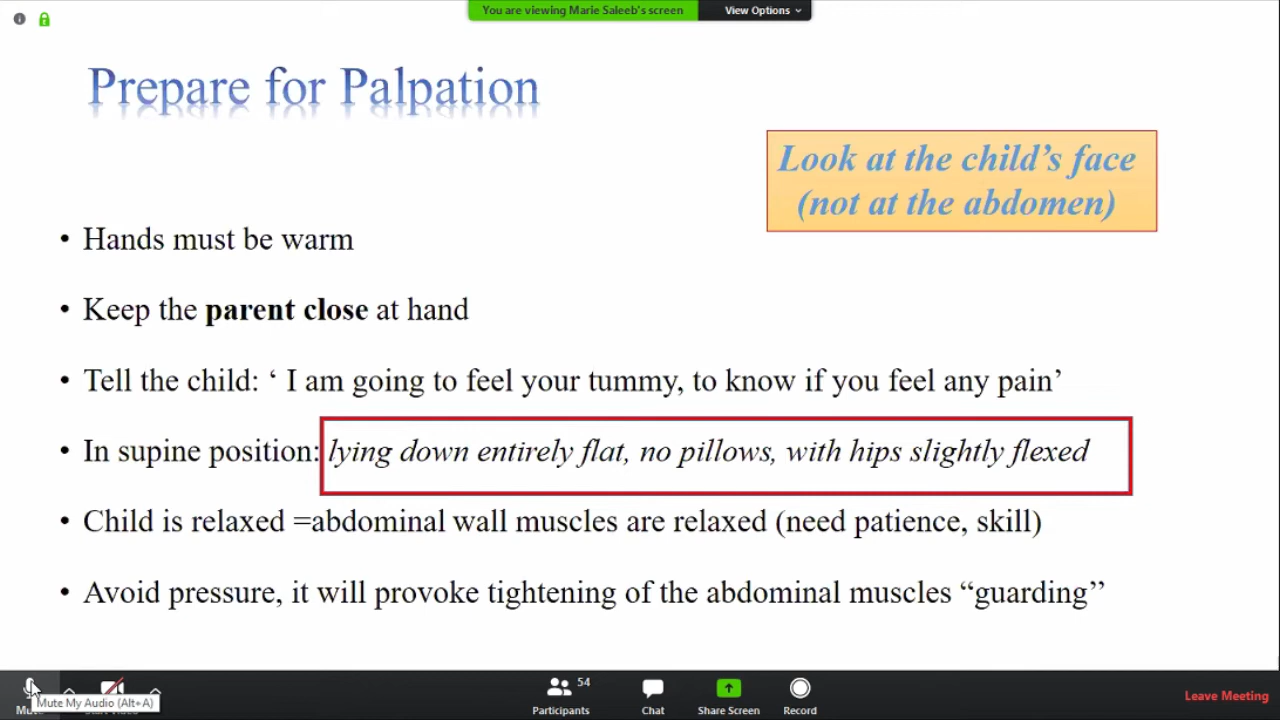 You are viewing Marie Saleeb's screen
View Options
Prepare for Palpation
Look at the child's face
(not at the abdomen)
• Hands must be warm
• Keep the parent close at hand
• Tell the child: ‘ I am going to feel your tummy, to know if you feel any pain’
• In supine position: lying down entirely flat, no pillows, with hips slightly flexed
• Child is relaxed =abdominal wall muscles are relaxed (need patience, skill)
• Avoid pressure, it will provoke tightening of the abdominal muscles “guarding’’
Mute My Audio (Alt+A)
54
Participants
Chat
Share Screen
Record
Leave Meeting